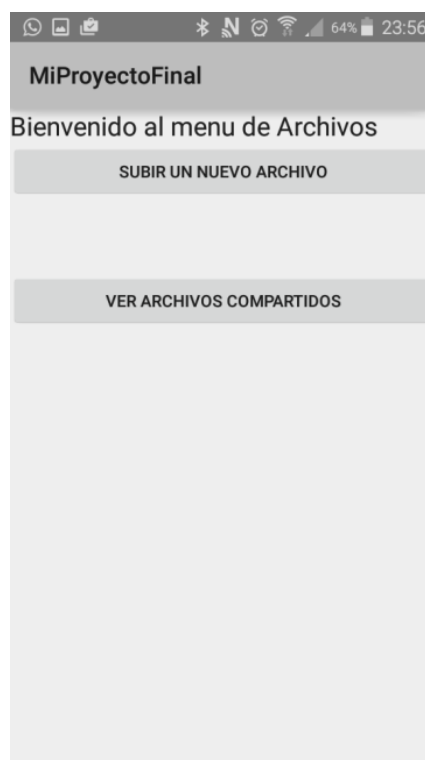 64% 23:56
MiProyectoFinal
Bienvenido al menu de Archivos
SUBIR UN NUEVO ARCHIVO
VER ARCHIVOS COMPARTIDOS